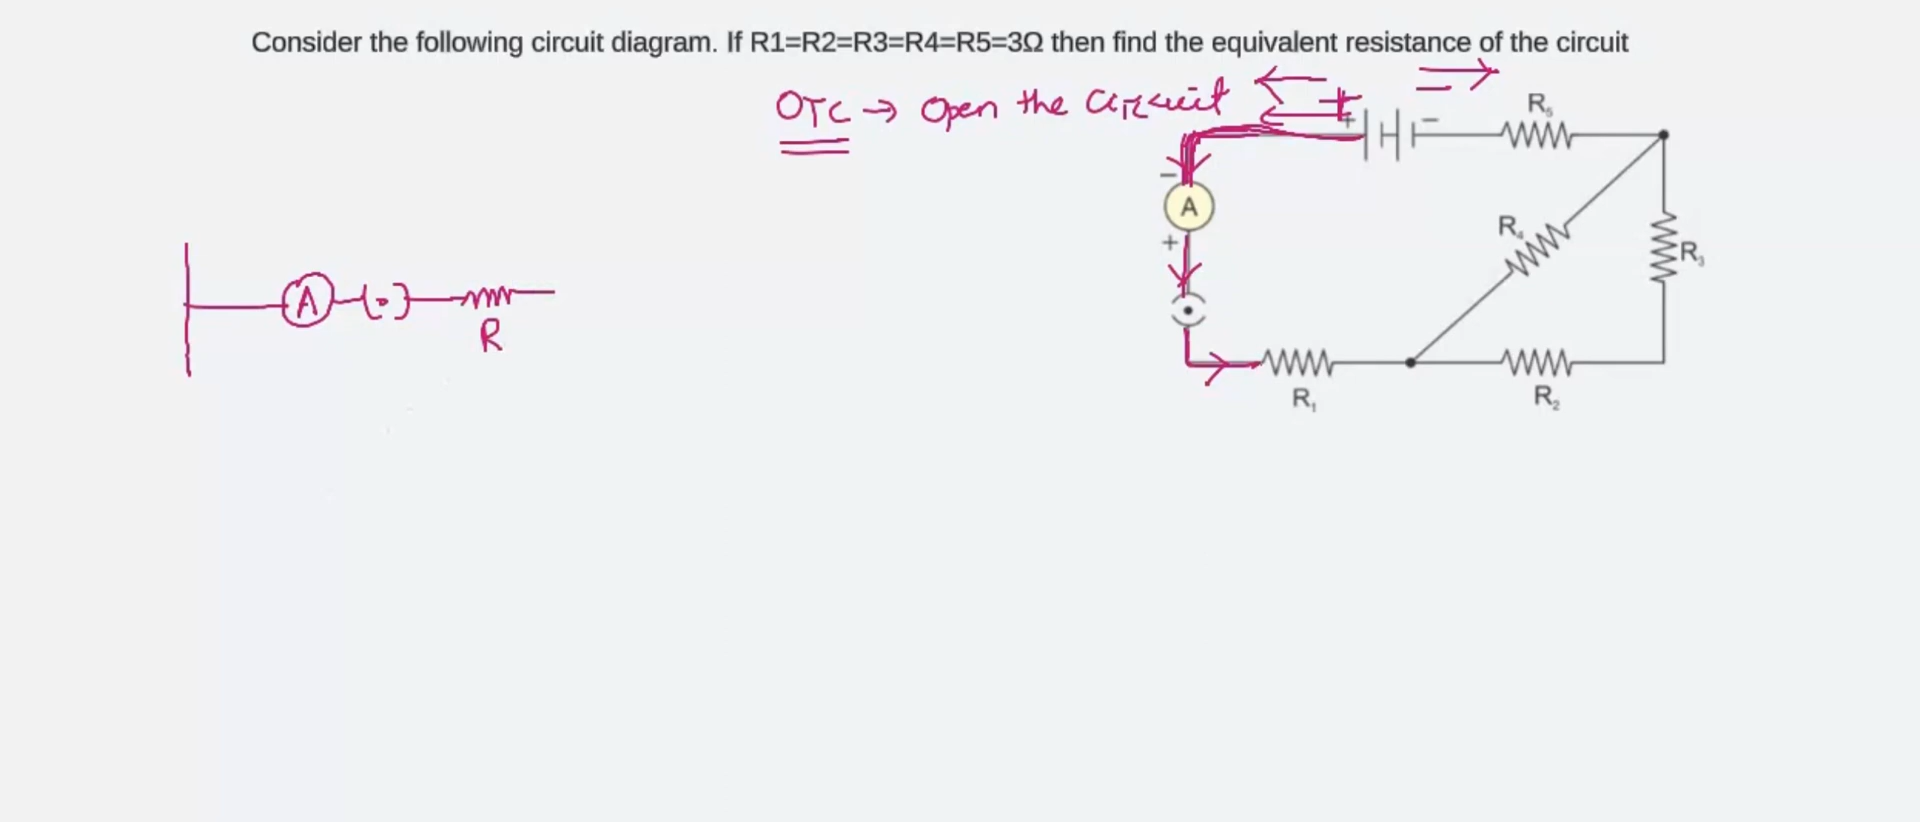 Consider the following circuit diagram. If R1=R2=R3=R4=R5=3Ω then find the equivalent resistance of the circuit
OTC → Open the Circuit
+
+ −
R₅
−
A
+
R₄
R₃
A
R
R₁
R₂